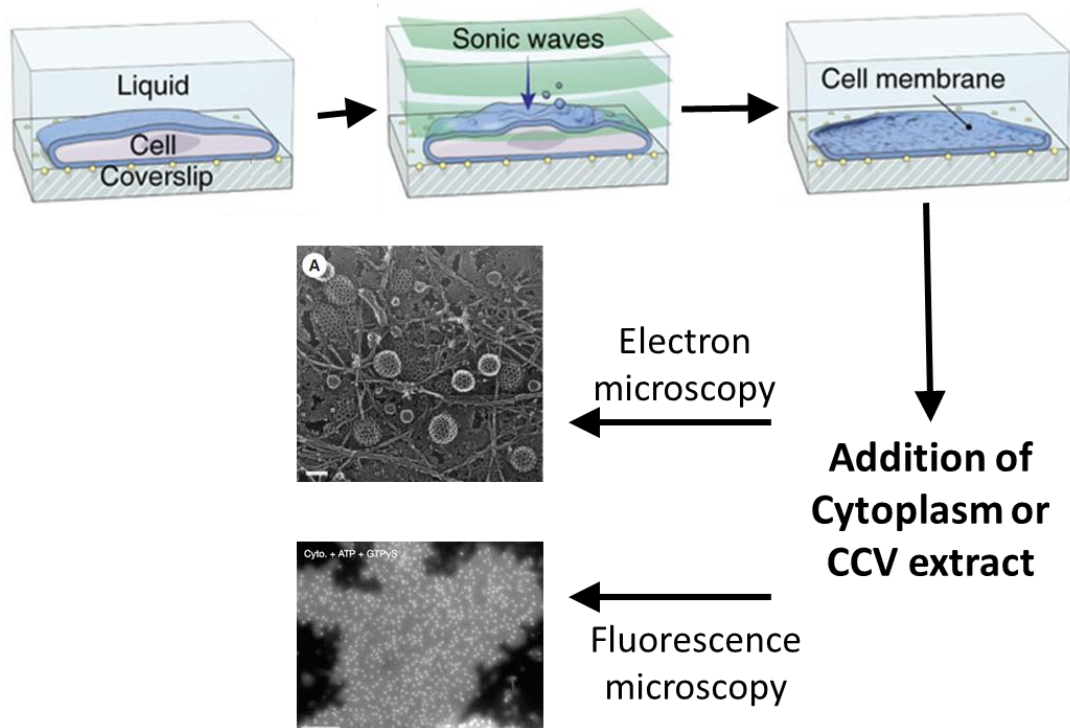 Liquid
Cell
Coverslip
Sonic waves
Cell membrane
A
Electron
microscopy
Addition of
Cytoplasm or
CCV extract
Cyto. + ATP + GTPγS
Fluorescence
microscopy